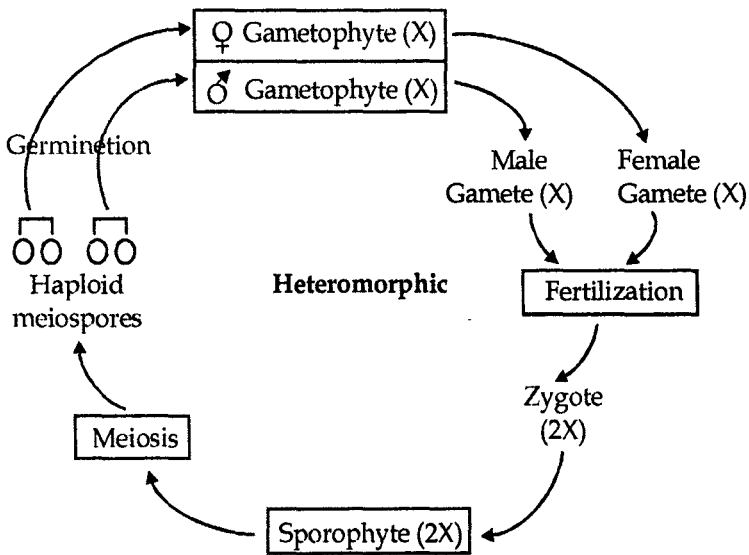 ♀ Gametophyte (X)
♂ Gametophyte (X)
Germinetion
Male
Gamete (X)
Female
Gamete (X)
Haploid
meiospores
Heteromorphic
Fertilization
Zygote
(2X)
Meiosis
Sporophyte (2X)